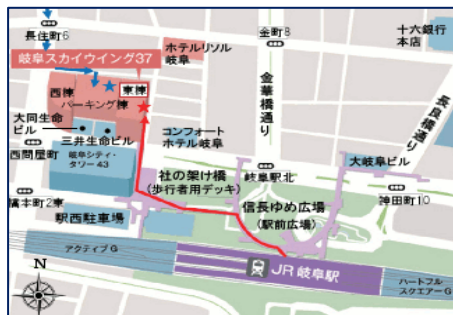 長住町6
金町8
十六銀行
本店
岐阜スカイウイング37
ホテルリソル
岐阜
東棟
西棟
パーキング棟
金華橋通り
長良橋通り
大同生命
ビル
三井生命ビル
コンフォート
ホテル岐阜
西問屋町
岐阜シティ・
タワー43
大岐阜ビル
杜の架け橋
(歩行者用デッキ)
岐阜駅北
神田町10
橋本町2東
信長ゆめ広場
(駅前広場)
駅西駐車場
アクティブG
JR岐阜駅
ハートフル
スクエアーG
N